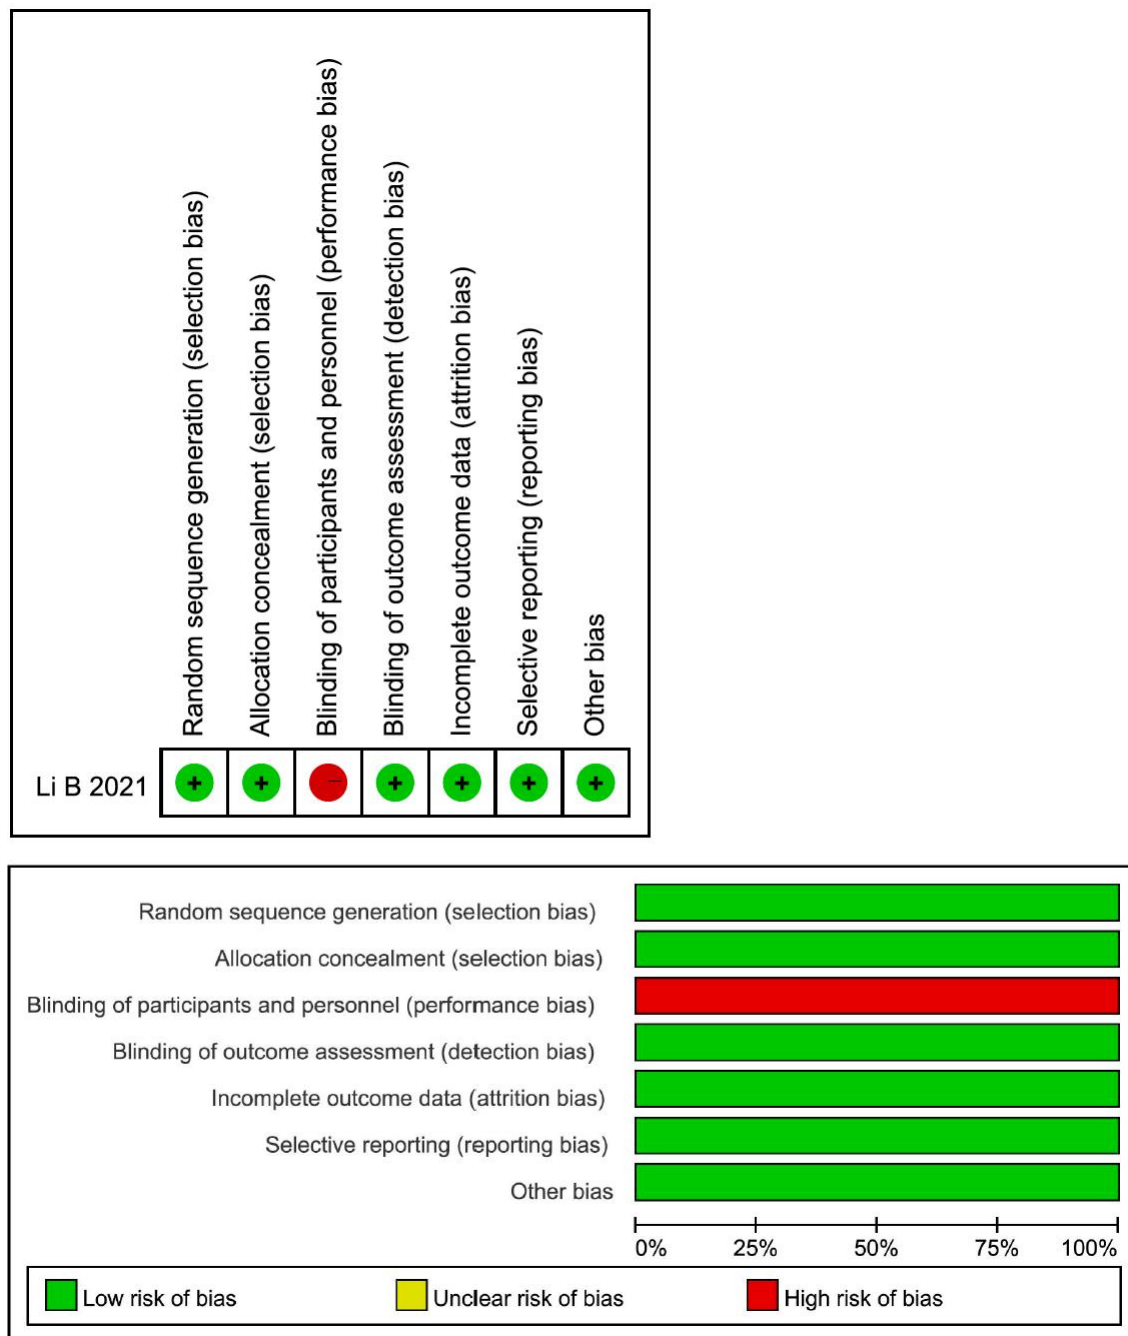 Random sequence generation (selection bias)
Allocation concealment (selection bias)
Blinding of participants and personnel (performance bias)
Blinding of outcome assessment (detection bias)
Incomplete outcome data (attrition bias)
Selective reporting (reporting bias)
Other bias
Li B 2021 + + – + + + +
Random sequence generation (selection bias)
Allocation concealment (selection bias)
Blinding of participants and personnel (performance bias)
Blinding of outcome assessment (detection bias)
Incomplete outcome data (attrition bias)
Selective reporting (reporting bias)
Other bias
0% 25% 50% 75% 100%
Low risk of bias Unclear risk of bias High risk of bias